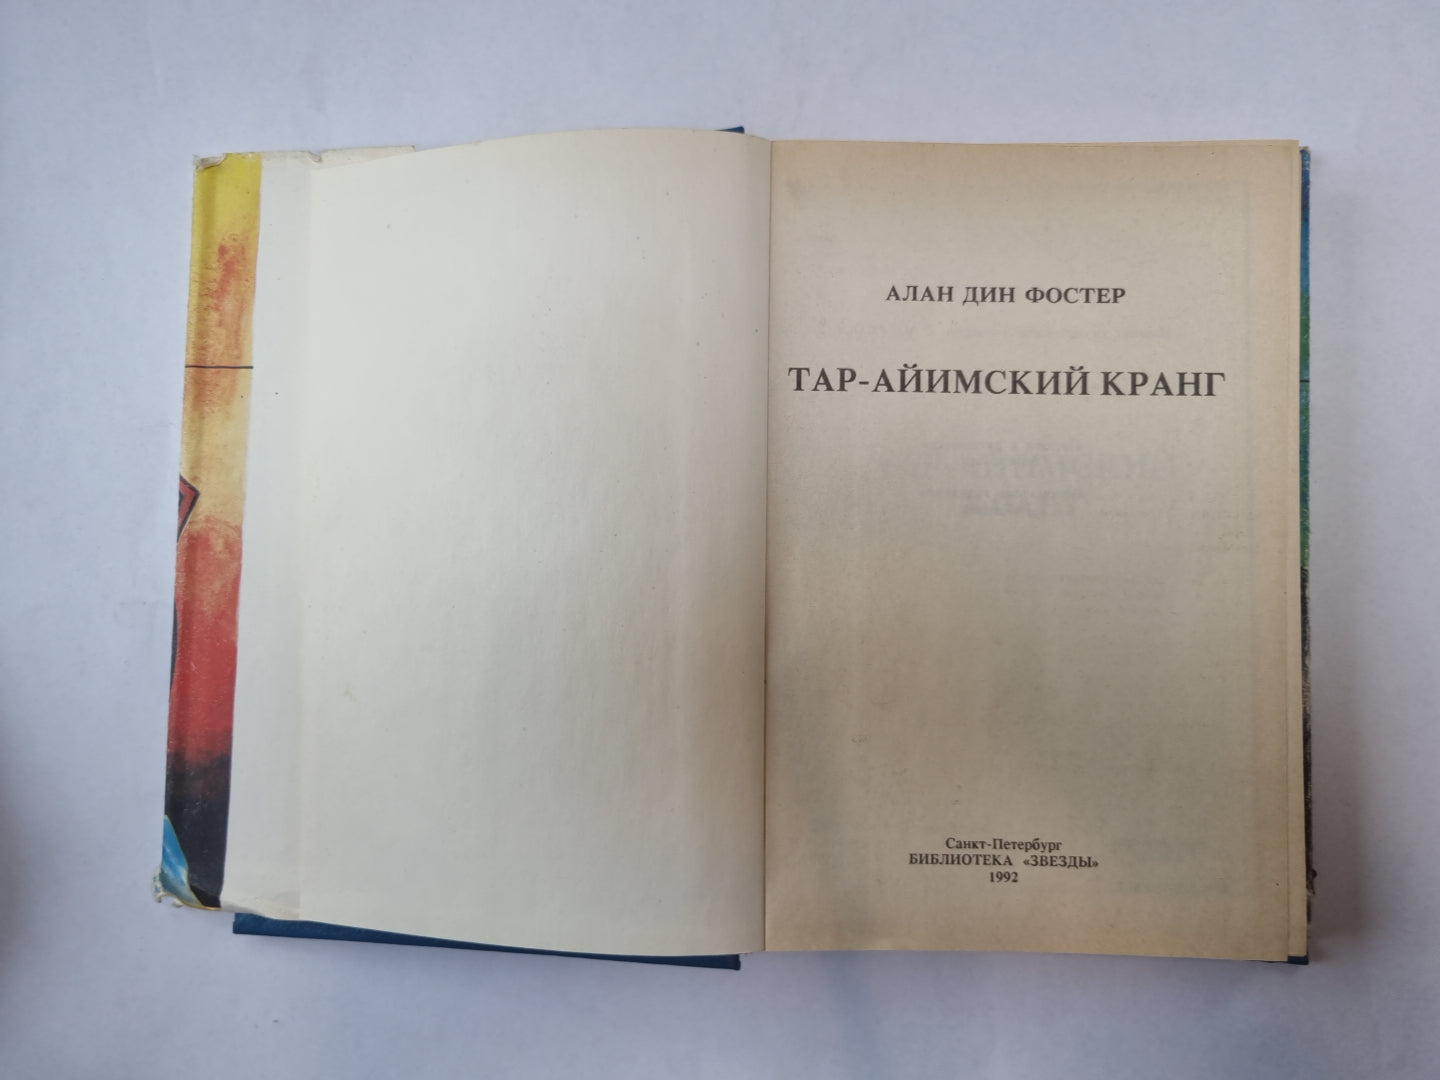 АЛАН ДИН ФОСТЕР
ТАР-АЙИМСКИЙ КРАНГ
Санкт-Петербург
БИБЛИОТЕКА «ЗВЕЗДЫ»
1992